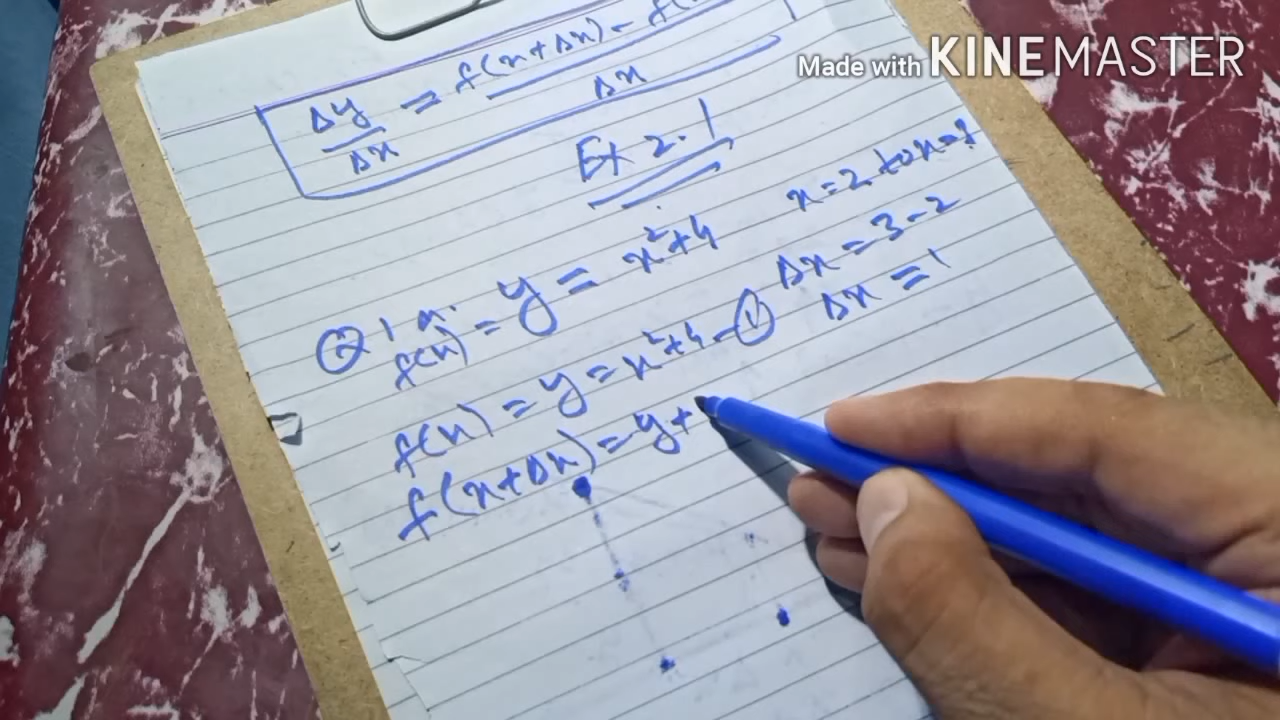 Made with KINEMASTER
Δy/Δx = f(x+Δx) - f(
Δx
Ex 2.1
x=2 to x=
Q1 a. y = x²+4 Δx = 3-2
f(x) = Δx = 1
f(x) = y = x²+4 - ①
f(x+Δx) = y+